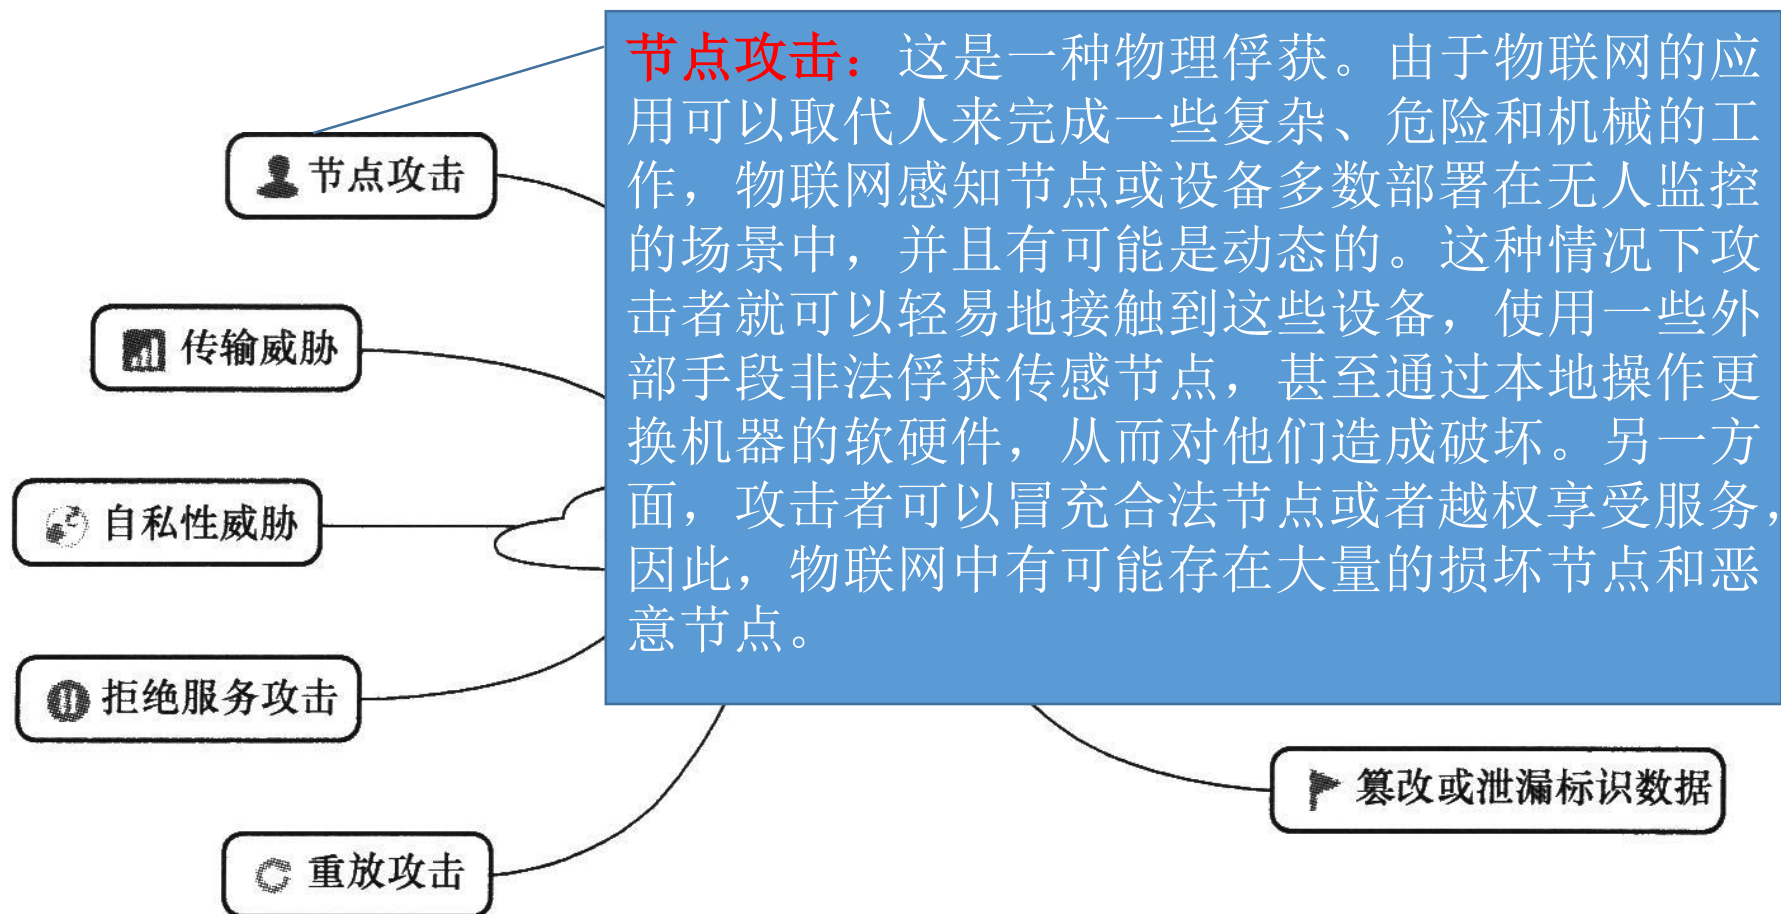 节点攻击：这是一种物理俘获。由于物联网的应
用可以取代人来完成一些复杂、危险和机械的工
作，物联网感知节点或设备多数部署在无人监控
的场景中，并且有可能是动态的。这种情况下攻
击者就可以轻易地接触到这些设备，使用一些外
部手段非法俘获传感节点，甚至通过本地操作更
换机器的软硬件，从而对他们造成破坏。另一方
面，攻击者可以冒充合法节点或者越权享受服务，
因此，物联网中有可能存在大量的损坏节点和恶
意节点。
节点攻击
传输威胁
自私性威胁
拒绝服务攻击
重放攻击
篡改或泄漏标识数据